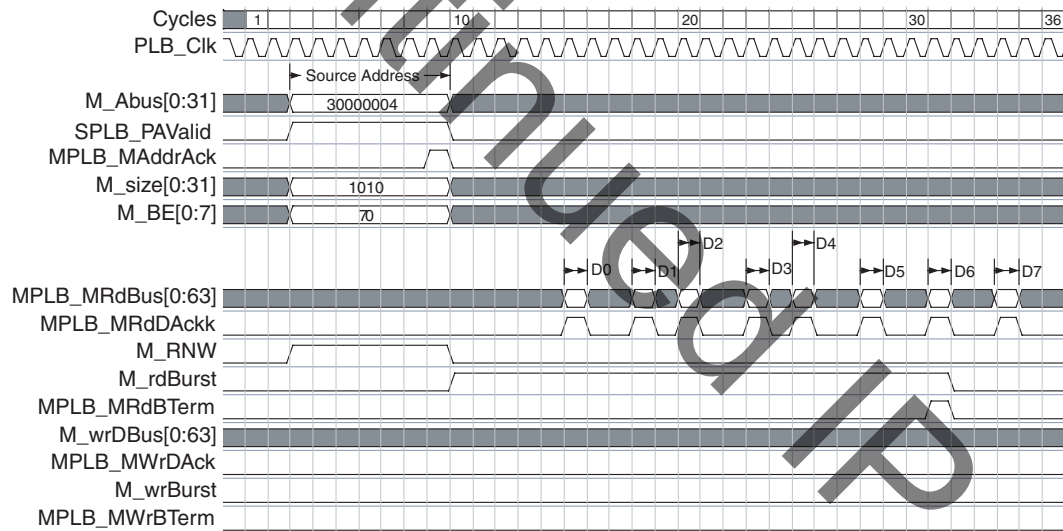 Cycles 1 10 20 30 36
PLB_Clk
Source Address
M_Abus[0:31] 30000004
SPLB_PAValid
MPLB_MAddrAck
M_size[0:31] 1010
M_BE[0:7] 70
D2 D4
D0 D1 D3 D5 D6 D7
MPLB_MRdBus[0:63]
MPLB_MRdDAckk
M_RNW
M_rdBurst
MPLB_MRdBTerm
M_wrDBus[0:63]
MPLB_MWrDAck
M_wrBurst
MPLB_MWrBTerm
tinued IP